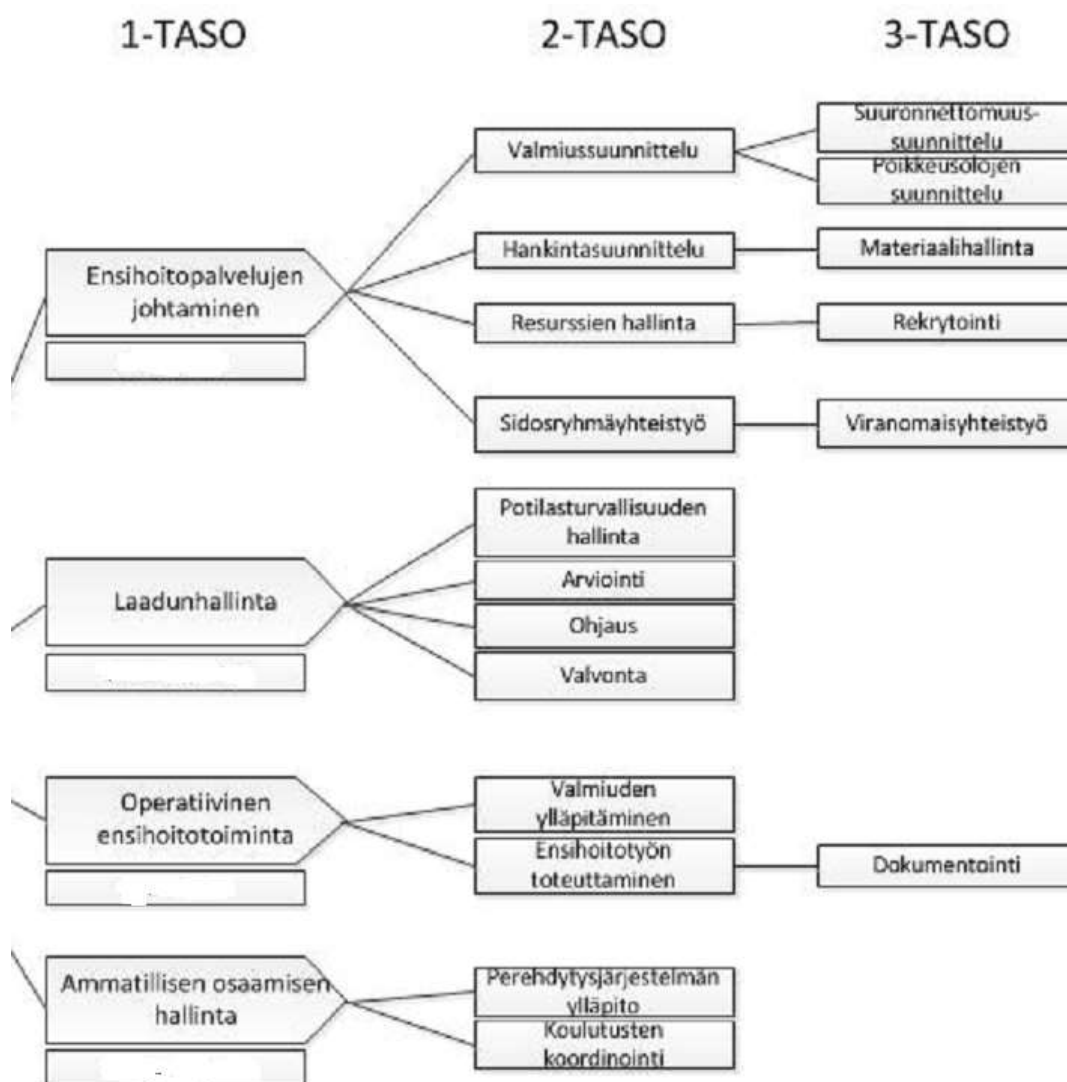 1-TASO
2-TASO
3-TASO
Ensihoitopalvelujen
johtaminen
Valmiussuunnittelu
Suuronnettomuus-
suunnittelu
Poikkeusolojen
suunnittelu
Hankintasuunnittelu
Materiaalihallinta
Resurssien hallinta
Rekrytointi
Sidosryhmäyhteistyö
Viranomaisyhteistyö
Laadunhallinta
Potilasturvallisuuden
hallinta
Arviointi
Ohjaus
Valvonta
Operatiivinen
ensihoitotoiminta
Valmiuden
ylläpitäminen
Ensihoitotyön
toteuttaminen
Dokumentointi
Ammatillisen osaamisen
hallinta
Perehdytysjärjestelmän
ylläpito
Koulutusten
koordinointi